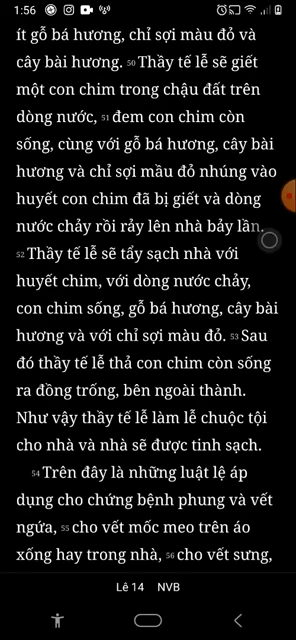 1:56
ít gỗ bá hương, chỉ sợi màu đỏ và
cây bài hương. 50 Thầy tế lễ sẽ giết
một con chim trong chậu đất trên
dòng nước, 51 đem con chim còn
sống, cùng với gỗ bá hương, cây bài
hương và chỉ sợi mầu đỏ nhúng vào
huyết con chim đã bị giết và dòng
nước chảy rồi rảy lên nhà bảy lần.
52 Thầy tế lễ sẽ tẩy sạch nhà với
huyết chim, với dòng nước chảy,
con chim sống, gỗ bá hương, cây bài
hương và với chỉ sợi màu đỏ. 53 Sau
đó thầy tế lễ thả con chim còn sống
ra đồng trống, bên ngoài thành.
Như vậy thầy tế lễ làm lễ chuộc tội
cho nhà và nhà sẽ được tinh sạch.
54 Trên đây là những luật lệ áp
dụng cho chứng bệnh phung và vết
ngứa, 55 cho vết mốc meo trên áo
xống hay trong nhà, 56 cho vết sưng,
Lê 14 NVB